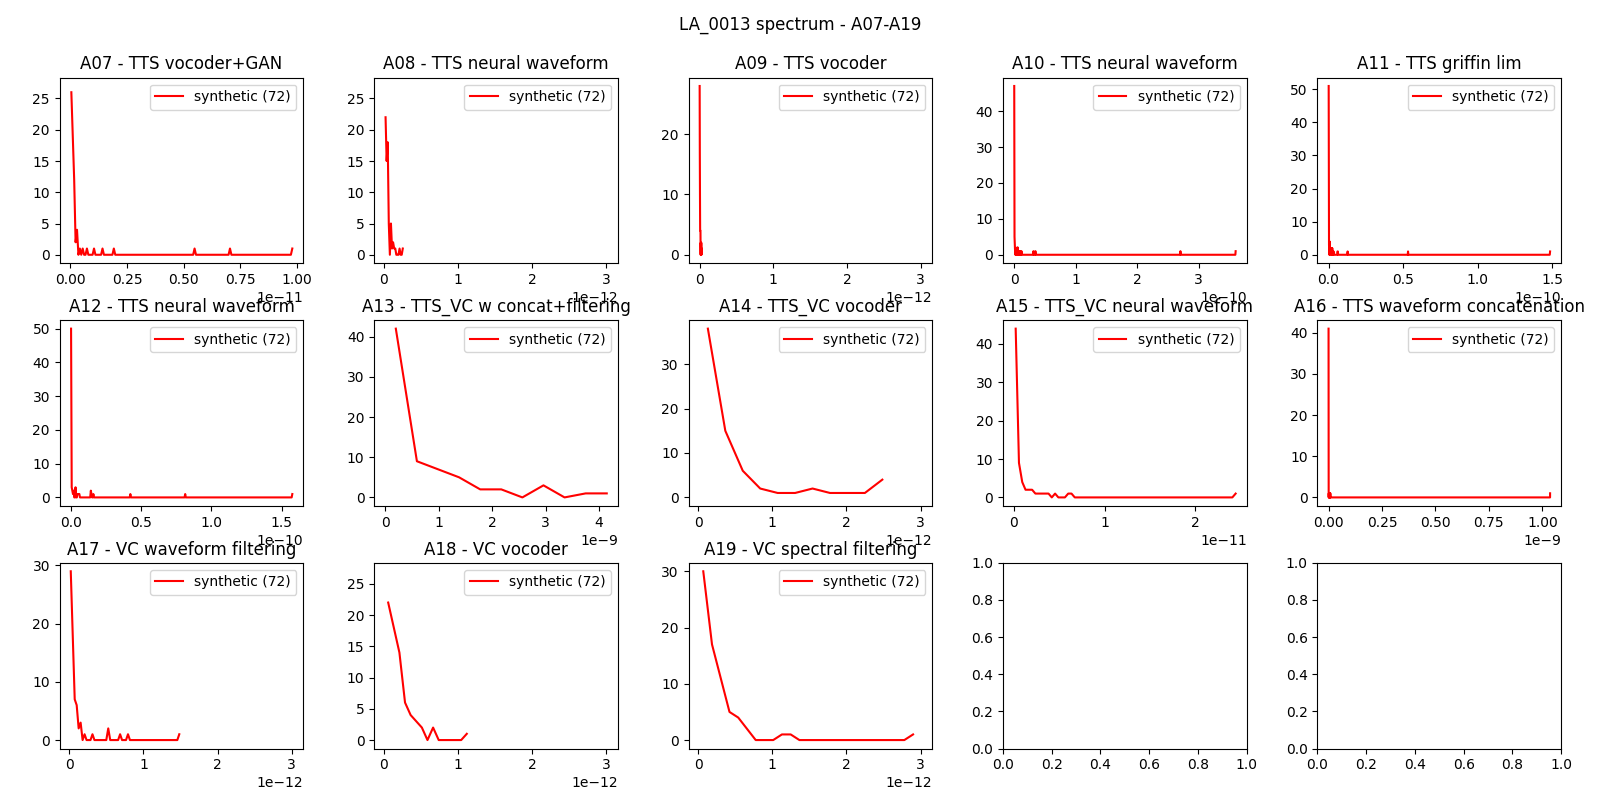 LA_0013 spectrum - A07-A19
A07 - TTS vocoder+GAN
A08 - TTS neural waveform
A09 - TTS vocoder
A10 - TTS neural waveform
A11 - TTS griffin lim
synthetic (72)
synthetic (72)
synthetic (72)
synthetic (72)
synthetic (72)
25
20
15
10
5
0
25
20
15
10
5
0
20
10
0
40
30
20
10
0
50
40
30
20
10
0
0.00 0.25 0.50 0.75 1.00
1e−11
0 1 2 3
1e−12
0 1 2 3
1e−12
0 1 2 3
1e−10
0.0 0.5 1.0 1.5
1e−10
A12 - TTS neural waveform
A13 - TTS_VC w concat+filtering
A14 - TTS_VC vocoder
A15 - TTS_VC neural waveform
A16 - TTS waveform concatenation
synthetic (72)
synthetic (72)
synthetic (72)
synthetic (72)
synthetic (72)
50
40
30
20
10
0
40
30
20
10
0
30
20
10
0
40
30
20
10
0
40
30
20
10
0
0.0 0.5 1.0 1.5
1e−10
0 1 2 3 4
1e−9
0 1 2 3
1e−12
0 1 2
1e−11
0.00 0.25 0.50 0.75 1.00
1e−9
A17 - VC waveform filtering
A18 - VC vocoder
A19 - VC spectral filtering
synthetic (72)
synthetic (72)
synthetic (72)
30
20
10
0
25
20
15
10
5
0
30
20
10
0
1.0
0.8
0.6
0.4
0.2
0.0
1.0
0.8
0.6
0.4
0.2
0.0
0 1 2 3
1e−12
0 1 2 3
1e−12
0 1 2 3
1e−12
0.0 0.2 0.4 0.6 0.8 1.0
0.0 0.2 0.4 0.6 0.8 1.0